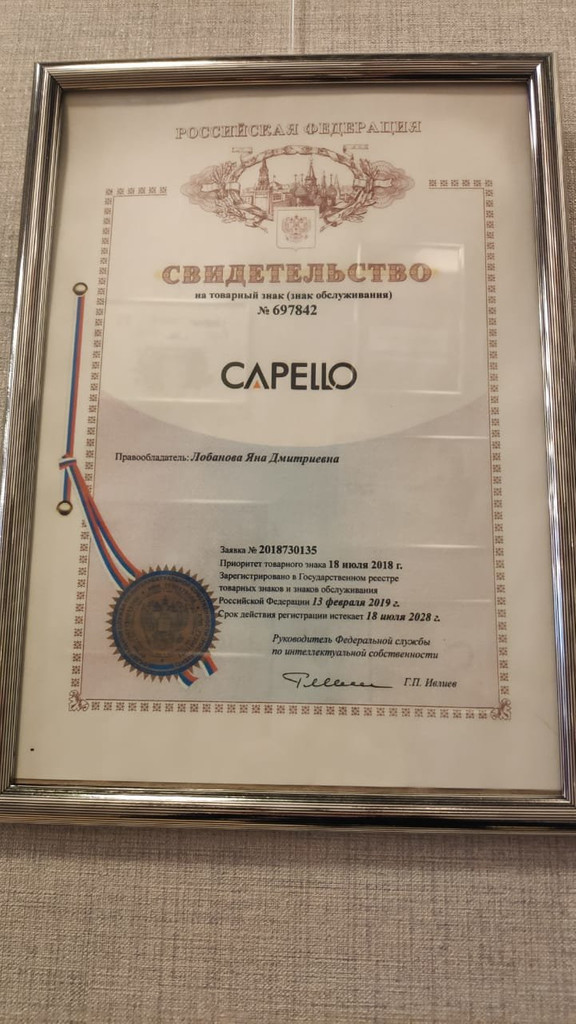 РОССИЙСКАЯ ФЕДЕРАЦИЯ
СВИДЕТЕЛЬСТВО
на товарный знак (знак обслуживания)
№ 697842
CAPELLO
Правообладатель: Лобанова Яна Дмитриевна
Заявка № 2018730135
Приоритет товарного знака 18 июля 2018 г.
Зарегистрировано в Государственном реестре
товарных знаков и знаков обслуживания
Российской Федерации 13 февраля 2019 г.
Срок действия регистрации истекает 18 июля 2028 г.
Руководитель Федеральной службы
по интеллектуальной собственности
Г.П. Ивлиев